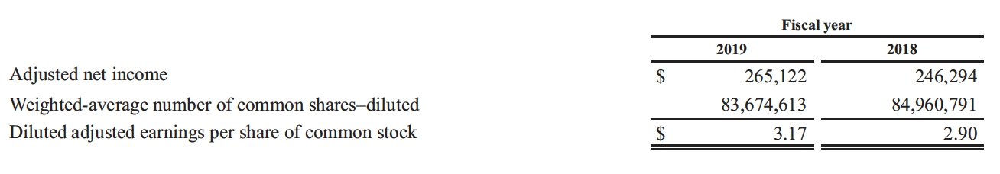 Fiscal year
2019 2018
Adjusted net income $ 265,122 246,294
Weighted-average number of common shares–diluted 83,674,613 84,960,791
Diluted adjusted earnings per share of common stock $ 3.17 2.90